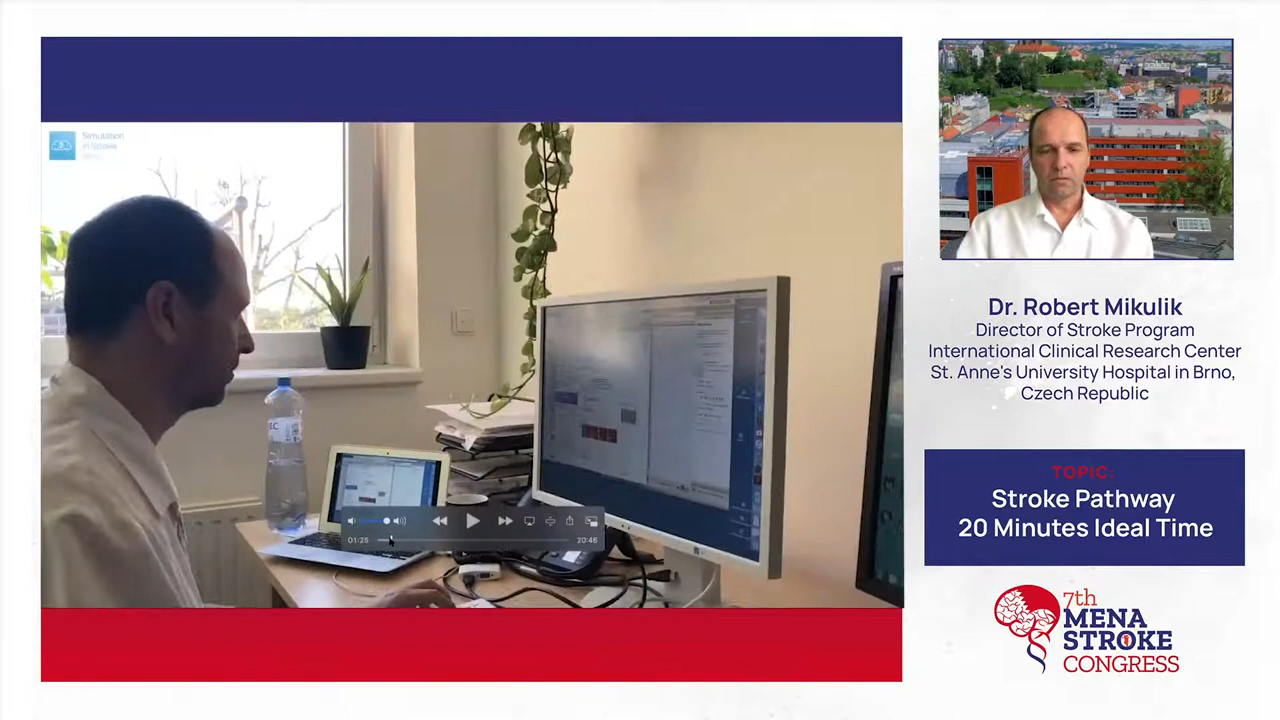 Simulation
in Stroke
01:25
20:46
Dr. Robert Mikulik
Director of Stroke Program
International Clinical Research Center
St. Anne's University Hospital in Brno,
Czech Republic
TOPIC:
Stroke Pathway
20 Minutes Ideal Time
7th
MENA
STROKE
CONGRESS